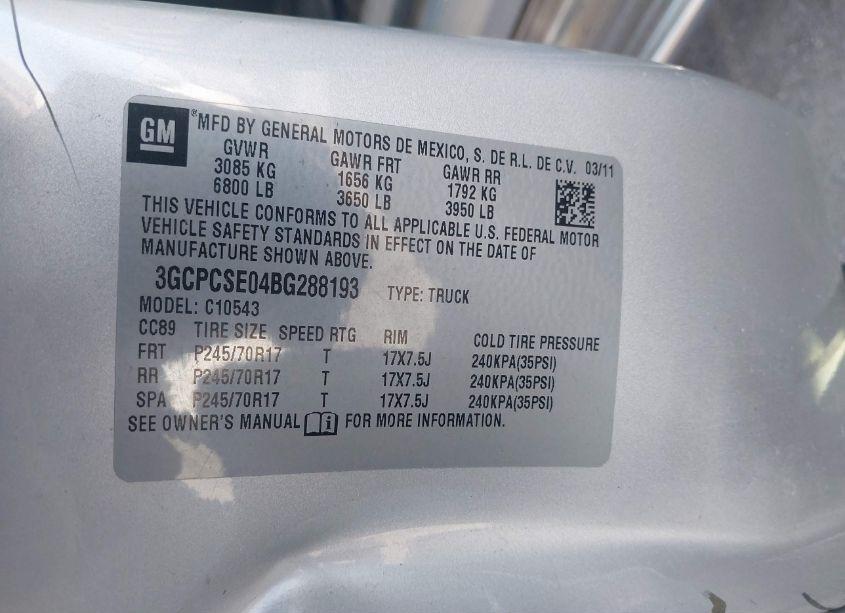 GM
®MFD BY GENERAL MOTORS DE MEXICO, S. DE R.L. DE C.V. 03/11
GVWR GAWR FRT GAWR RR
3085 KG 1656 KG 1792 KG
6800 LB 3650 LB 3950 LB
THIS VEHICLE CONFORMS TO ALL APPLICABLE U.S. FEDERAL MOTOR
VEHICLE SAFETY STANDARDS IN EFFECT ON THE DATE OF
MANUFACTURE SHOWN ABOVE.
3GCPCSE04BG288193 TYPE: TRUCK
MODEL: C10543
CC89 TIRE SIZE SPEED RTG RIM COLD TIRE PRESSURE
FRT P245/70R17 T 17X7.5J 240KPA(35PSI)
RR P245/70R17 T 17X7.5J 240KPA(35PSI)
SPA P245/70R17 T 17X7.5J 240KPA(35PSI)
SEE OWNER'S MANUAL i FOR MORE INFORMATION.